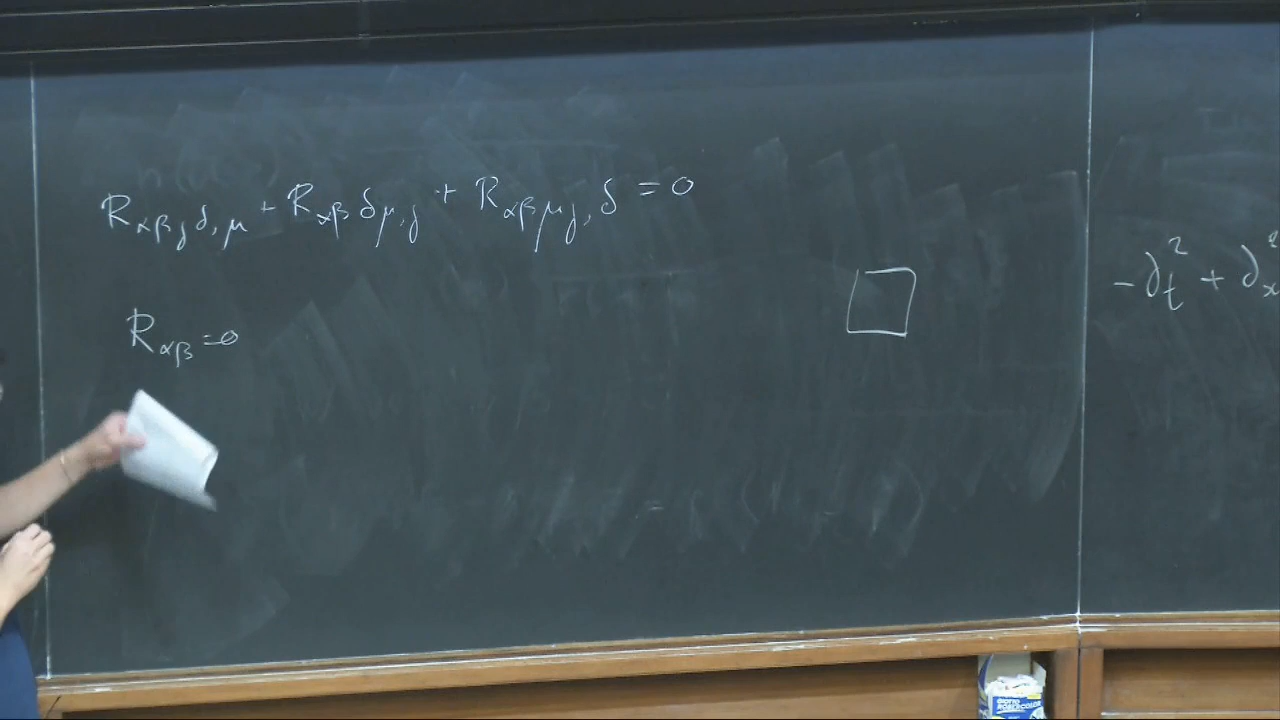 R_{αβγδ,μ} + R_{αβδμ,γ} + R_{αβμγ,δ} = 0
R_{αβ} = 0
□
-∂_t^2 + ∂_x^2